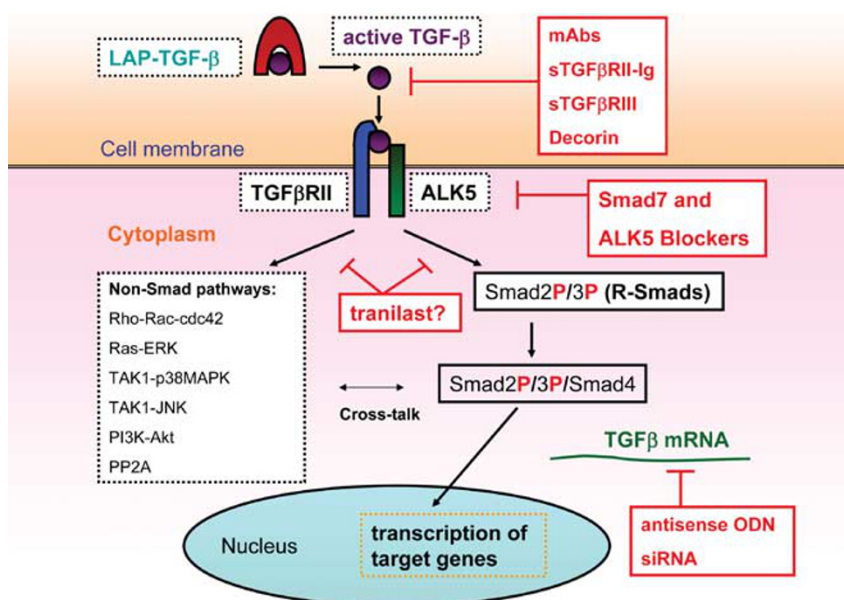 LAP-TGF-β
active TGF-β
mAbs
sTGFβRII-Ig
sTGFβRIII
Decorin
Cell membrane
TGFβRII
ALK5
Smad7 and
ALK5 Blockers
Cytoplasm
Non-Smad pathways:
Rho-Rac-cdc42
Ras-ERK
TAK1-p38MAPK
TAK1-JNK
PI3K-Akt
PP2A
tranilast?
Smad2P/3P (R-Smads)
Smad2P/3P/Smad4
Cross-talk
TGFβ mRNA
antisense ODN
siRNA
Nucleus
transcription of
target genes